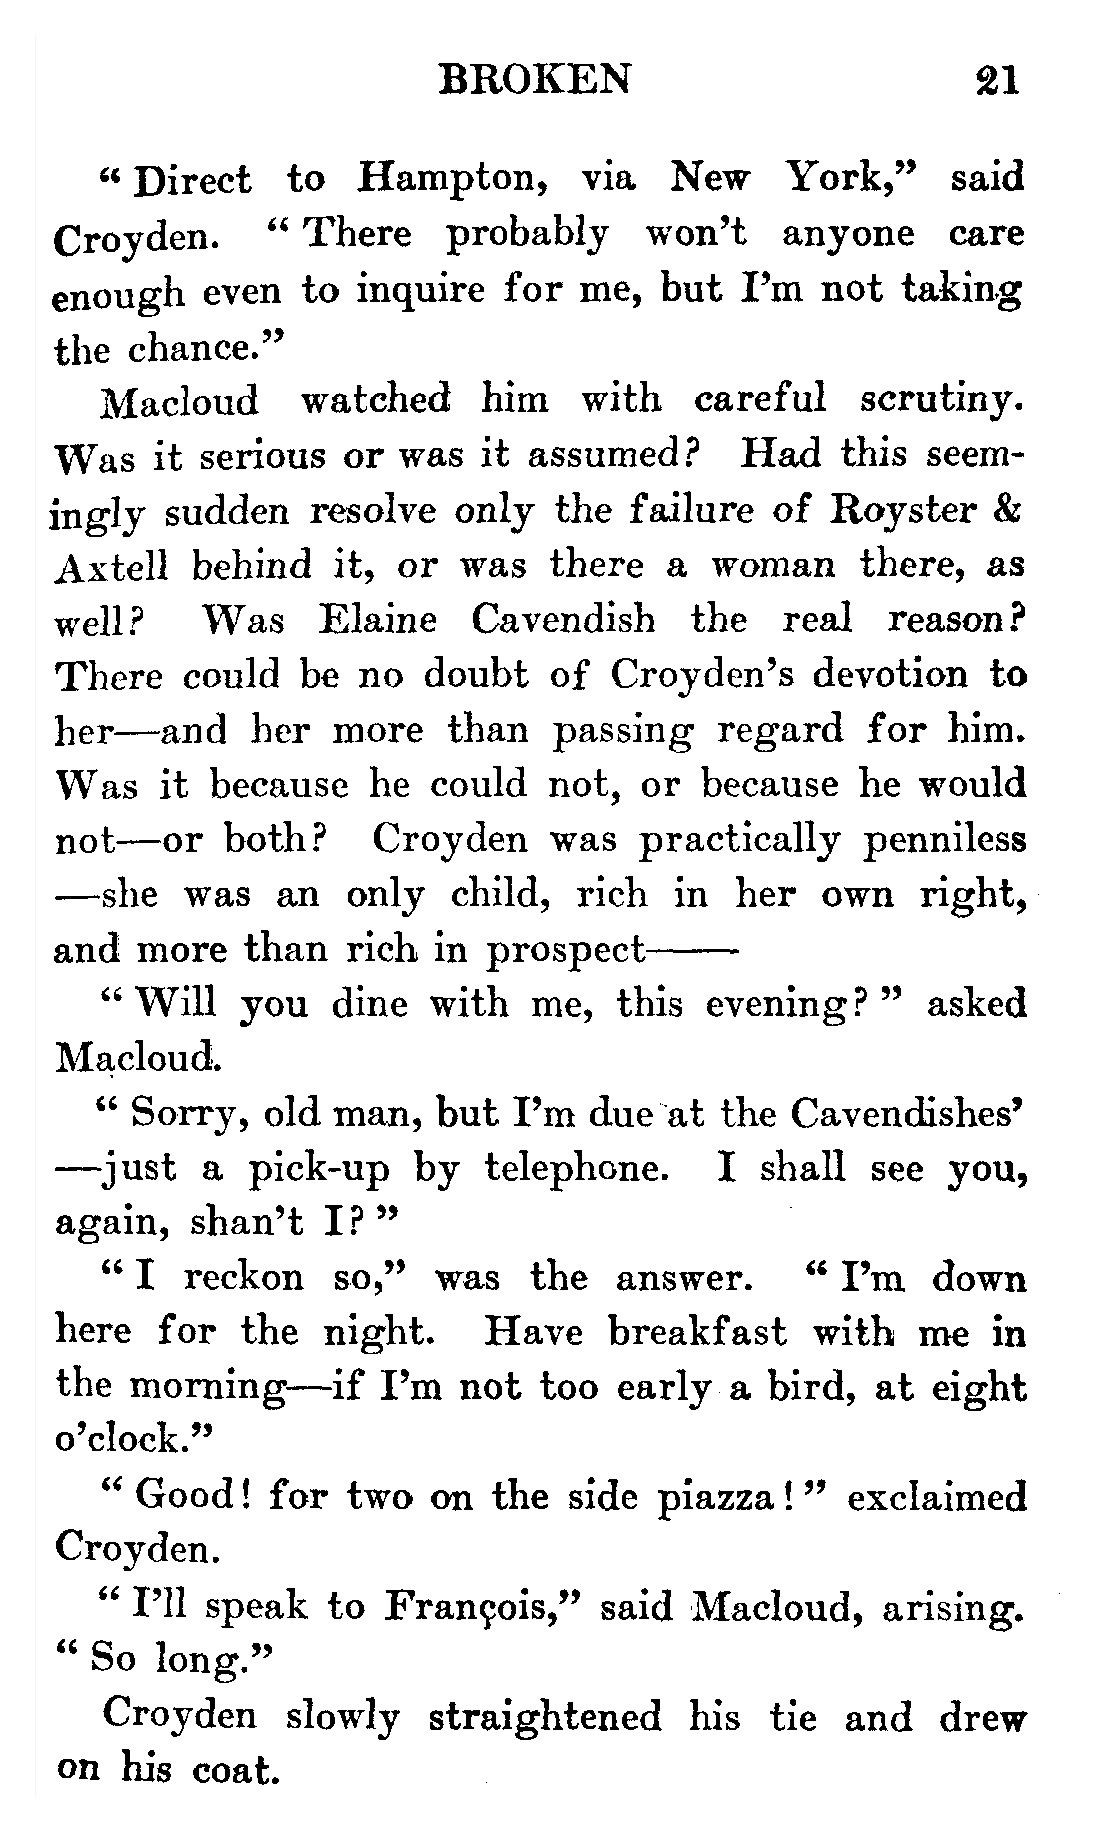 BROKEN 21
“ Direct to Hampton, via New York,” said
Croyden. “ There probably won’t anyone care
enough even to inquire for me, but I’m not taking
the chance.”
Macloud watched him with careful scrutiny.
Was it serious or was it assumed? Had this seem-
ingly sudden resolve only the failure of Royster &
Axtell behind it, or was there a woman there, as
well? Was Elaine Cavendish the real reason?
There could be no doubt of Croyden’s devotion to
her—and her more than passing regard for him.
Was it because he could not, or because he would
not—or both? Croyden was practically penniless
—she was an only child, rich in her own right,
and more than rich in prospect——
“ Will you dine with me, this evening? ” asked
Macloud.
“ Sorry, old man, but I’m due at the Cavendishes’
—just a pick-up by telephone. I shall see you,
again, shan’t I? ”
“ I reckon so,” was the answer. “ I’m down
here for the night. Have breakfast with me in
the morning—if I’m not too early a bird, at eight
o’clock.”
“ Good! for two on the side piazza! ” exclaimed
Croyden.
“ I’ll speak to François,” said Macloud, arising.
“ So long.”
Croyden slowly straightened his tie and drew
on his coat.